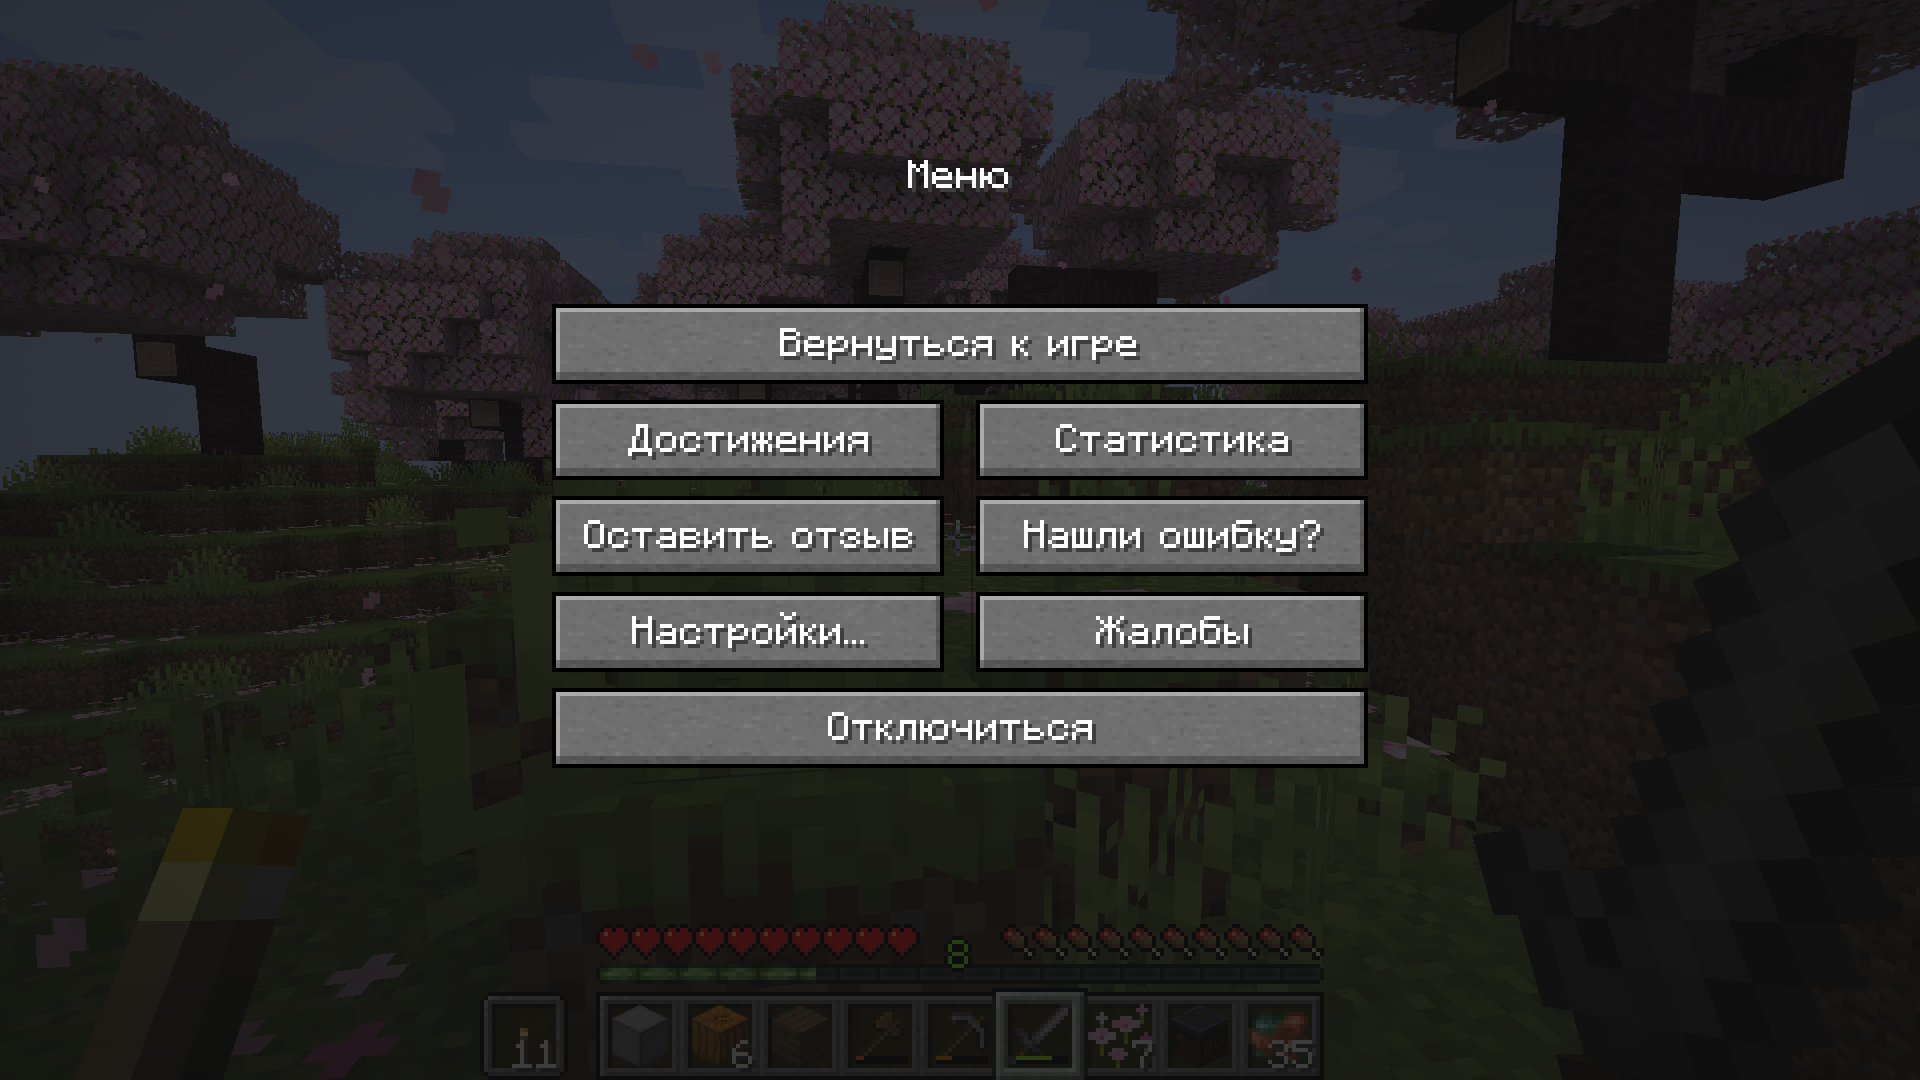 Меню
Вернуться к игре
Достижения
Статистика
Оставить отзыв
Нашли ошибку?
Настройки...
Жалобы
Отключиться
8
11
6
7
35